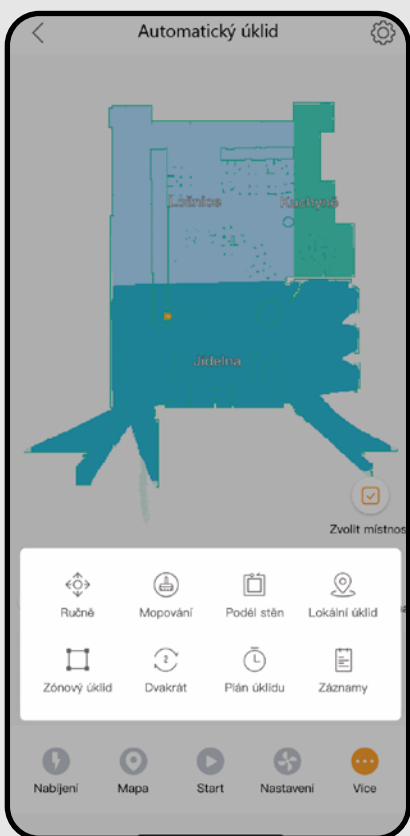 Automatický úklid
Ložnice
Kuchyně
Jídelna
Zvolit místnos
Ručně
Mopování
Podél stěn
Lokální úklid
2
Zónový úklid
Dvakrát
Plán úklidu
Záznamy
Nabíjení
Mapa
Start
Nastavení
Více